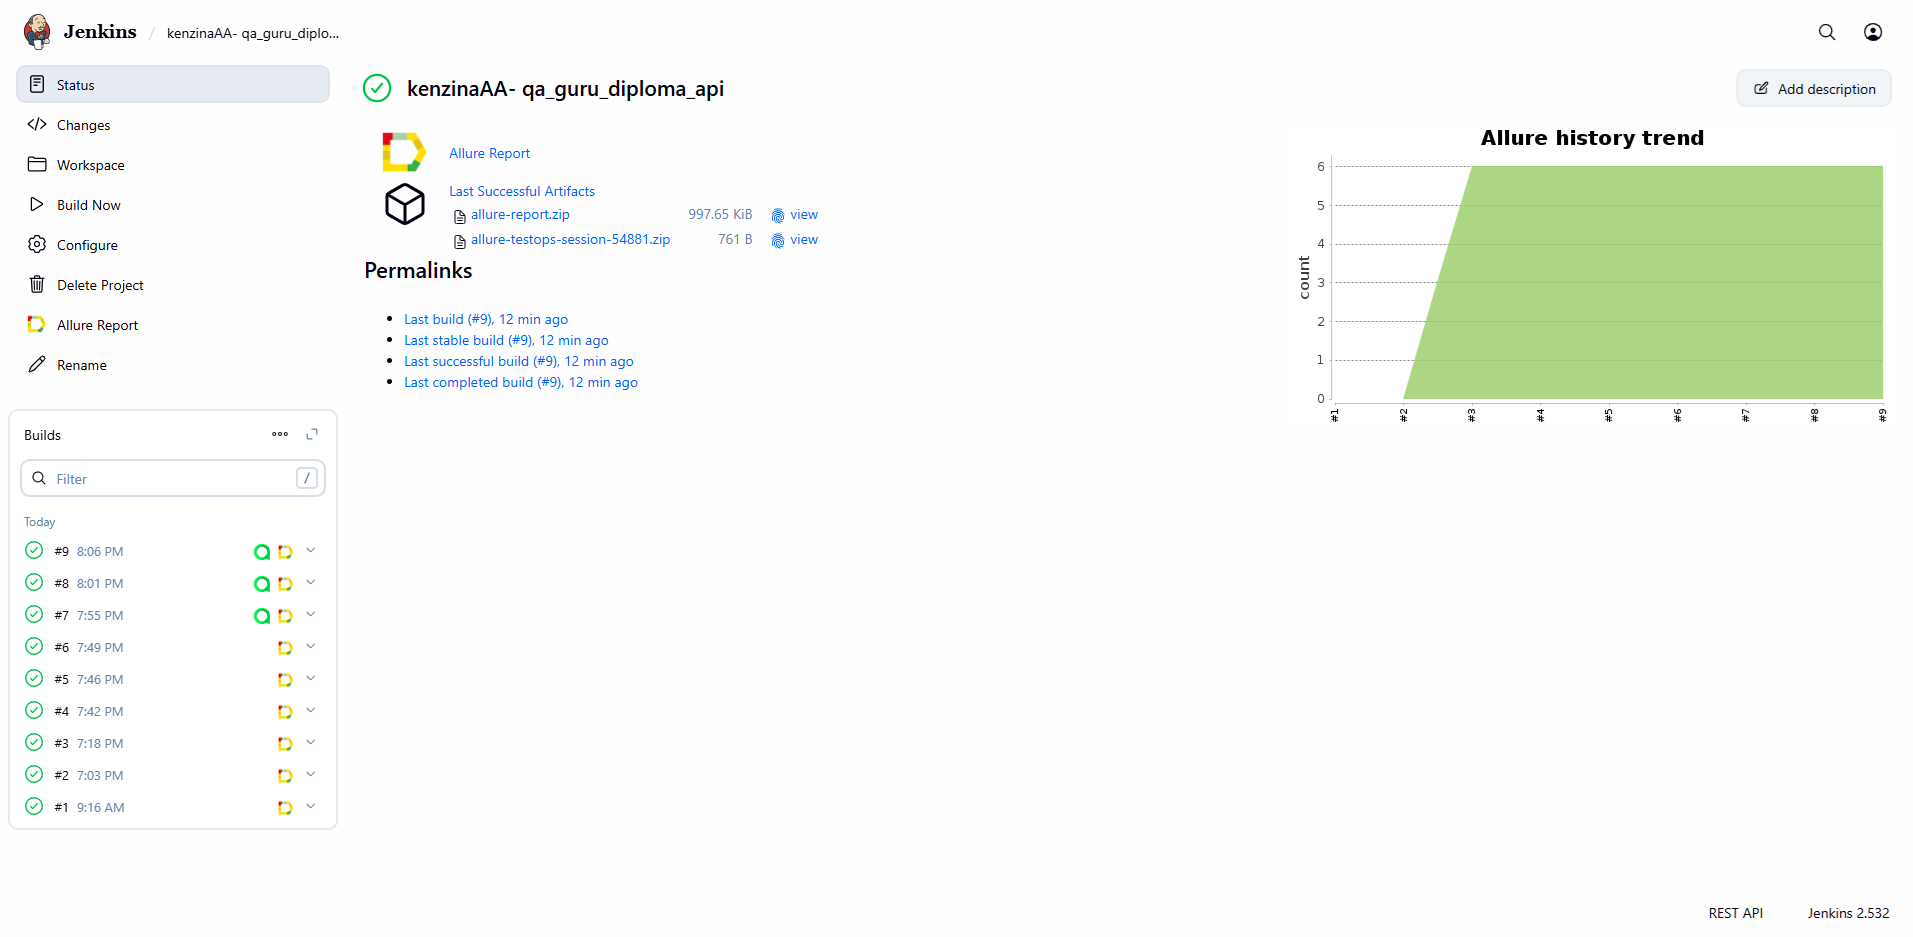 Jenkins / kenzinaAA- qa_guru_diplo...
Status
Changes
Workspace
Build Now
Configure
Delete Project
Allure Report
Rename
Builds
Filter /
Today
#9 8:06 PM
#8 8:01 PM
#7 7:55 PM
#6 7:49 PM
#5 7:46 PM
#4 7:42 PM
#3 7:18 PM
#2 7:03 PM
#1 9:16 AM
kenzinaAA- qa_guru_diploma_api
Add description
Allure Report
Last Successful Artifacts
allure-report.zip 997.65 KiB view
allure-testops-session-54881.zip 761 B view
Permalinks
Last build (#9), 12 min ago
Last stable build (#9), 12 min ago
Last successful build (#9), 12 min ago
Last completed build (#9), 12 min ago
Allure history trend
count
6
5
4
3
2
1
0
#1 #2 #3 #4 #5 #6 #7 #8 #9
REST API Jenkins 2.532